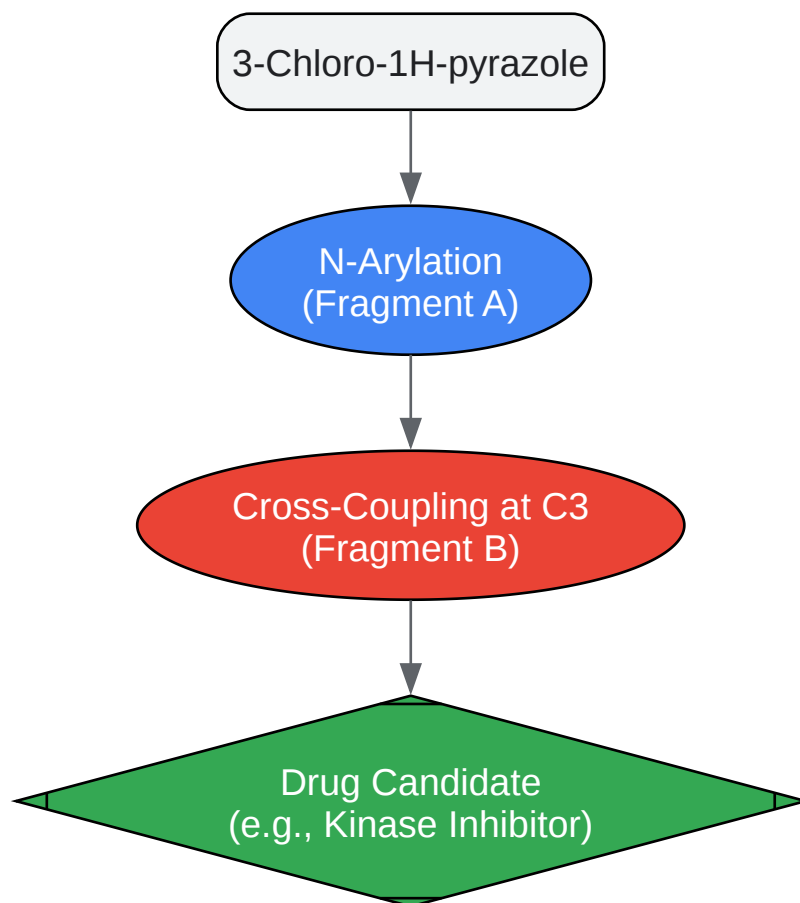 3-Chloro-1H-pyrazole
N-Arylation
(Fragment A)
Cross-Coupling at C3
(Fragment B)
Drug Candidate
(e.g., Kinase Inhibitor)